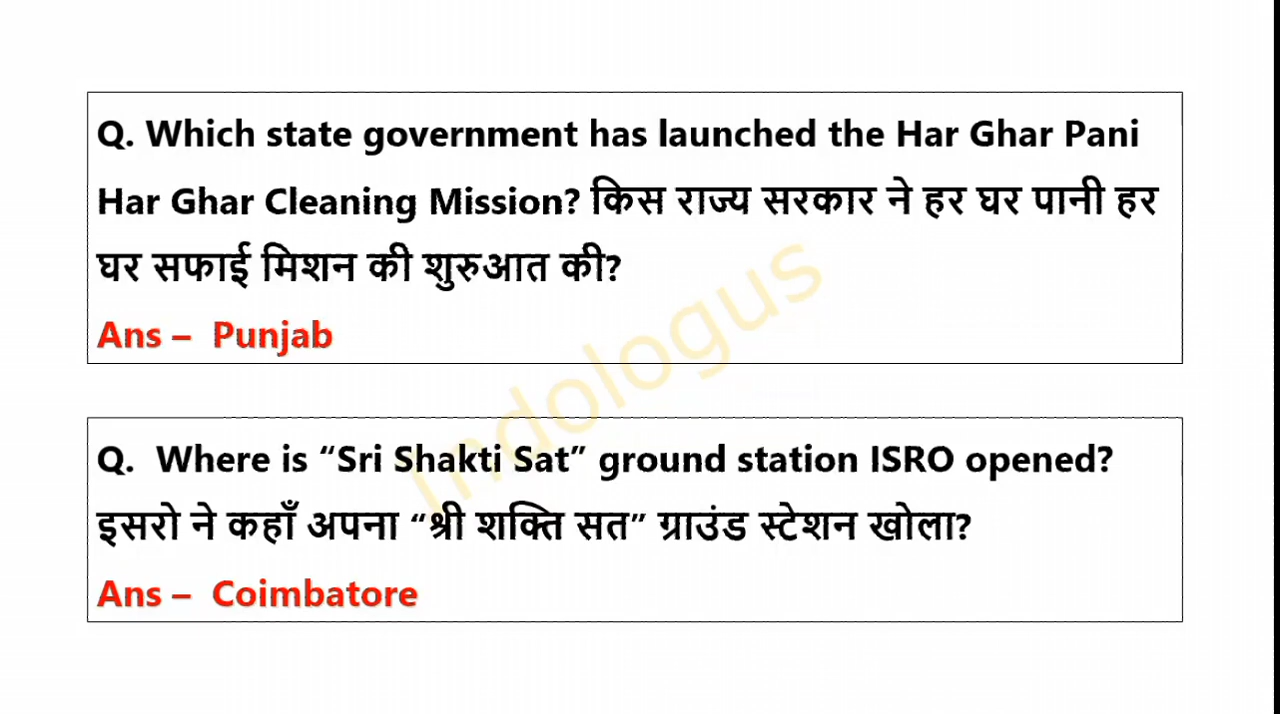 Q. Which state government has launched the Har Ghar Pani
Har Ghar Cleaning Mission? किस राज्य सरकार ने हर घर पानी हर
घर सफाई मिशन की शुरुआत की?
Ans – Punjab
Indologus
Q. Where is “Sri Shakti Sat” ground station ISRO opened?
इसरो ने कहाँ अपना “श्री शक्ति सत” ग्राउंड स्टेशन खोला?
Ans – Coimbatore